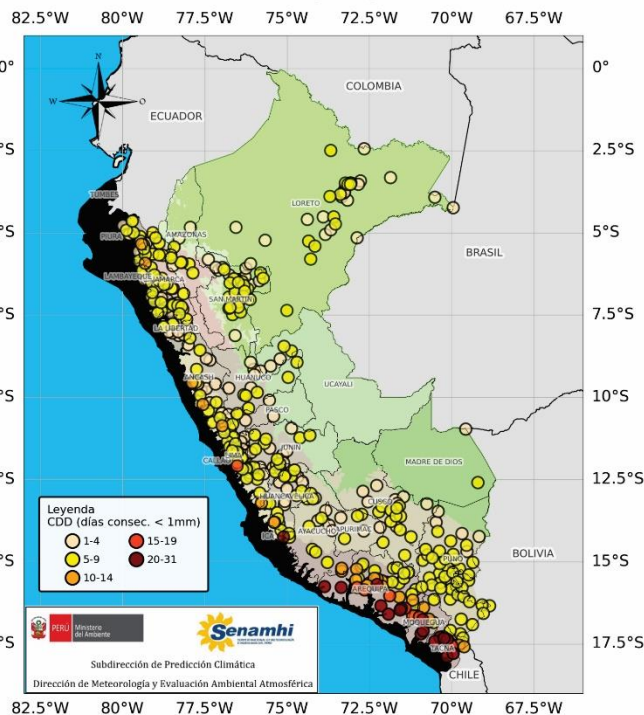 82.5°W 80°W 77.5°W 75°W 72.5°W 70°W 67.5°W
N
W O
S
COLOMBIA
ECUADOR
0° 0°
2.5°S
TUMBES
LORETO
PIURA AMAZONAS
5°S
BRASIL
LAMBAYEQUE
SAN MARTIN
7.5°S
LA LIBERTAD
ANCASH HUANUCO
UCAYALI
10°S
PASCO
JUNIN
MADRE DE DIOS
12.5°S
HUANCAVELICA CUSCO
Leyenda
CDD (días consec. < 1mm)
1-4 15-19
5-9 20-31
10-14
ICA AYACUCHO APURIMAC
PUNO BOLIVIA
15°S
AREQUIPA
MOQUEGUA
TACNA
17.5°S
CHILE
PERÚ Ministerio del Ambiente
Senamhi
Subdirección de Predicción Climática
Dirección de Meteorología y Evaluación Ambiental Atmosférica
82.5°W 80°W 77.5°W 75°W 72.5°W 70°W 67.5°W